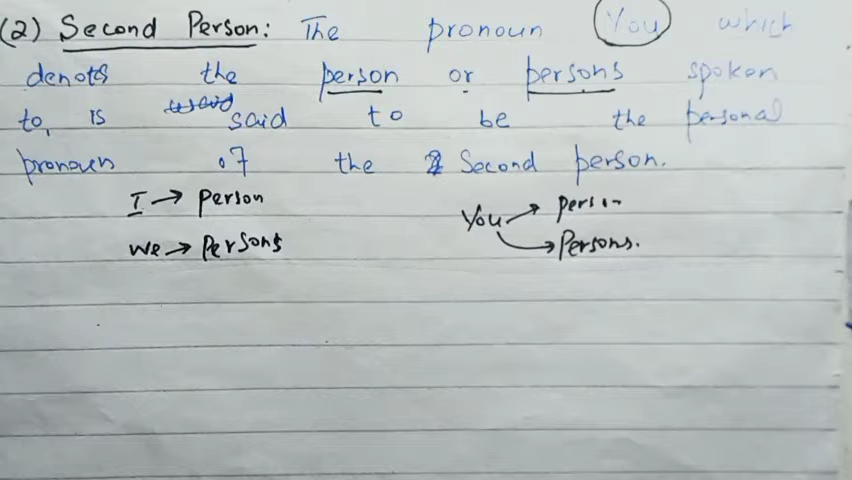 (2) Second Person: The pronoun You which
denots the person or persons spoken
to, is said to be the personal
pronoun of the Second person.
I → person
We → Persons
You → person
→ Persons.